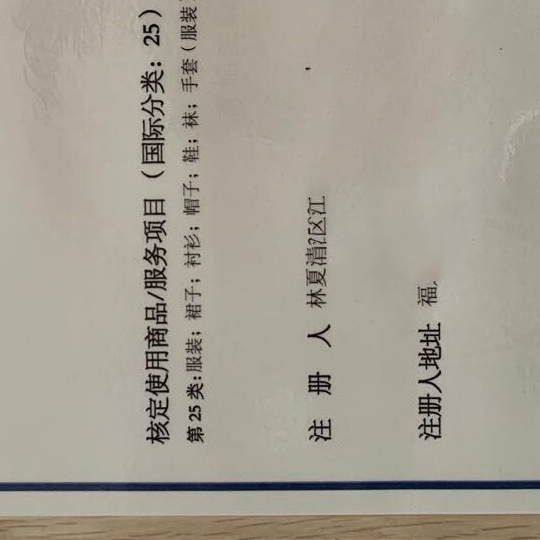 核定使用商品/服务项目（国际分类：25）
第25类：服装；裙子；衬衫；帽子；鞋；袜；手套（服装
注册人 林夏清 区江
注册人地址 福